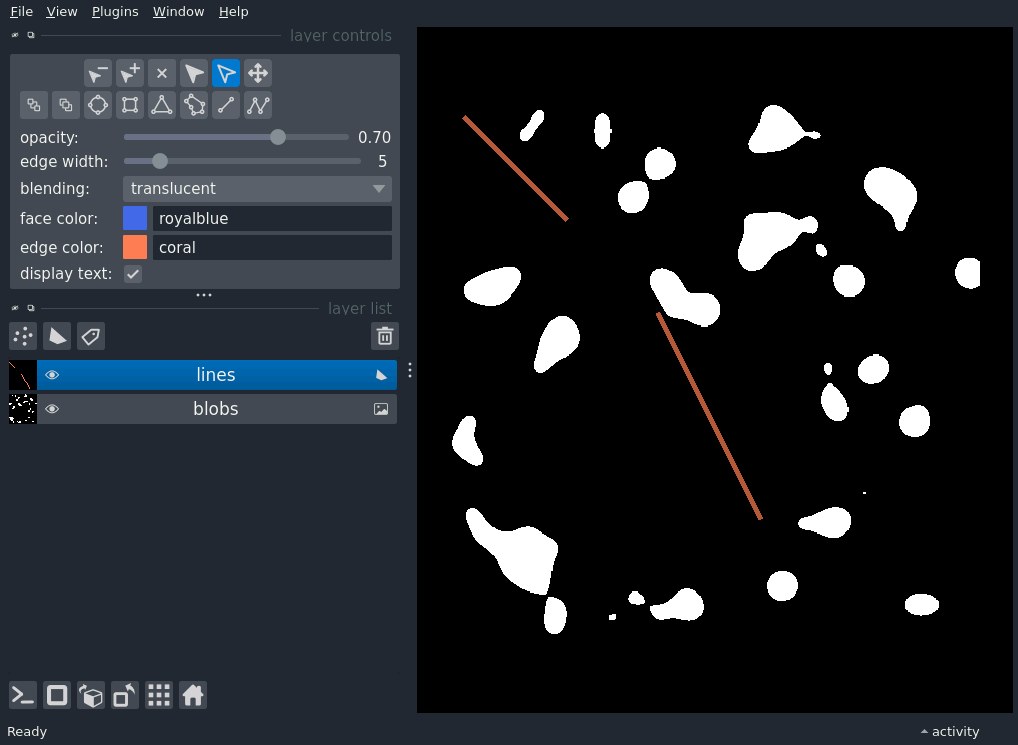 File View Plugins Window Help
layer controls
opacity: 0.70
edge width: 5
blending: translucent
face color: royalblue
edge color: coral
display text:
layer list
lines
blobs
Ready activity